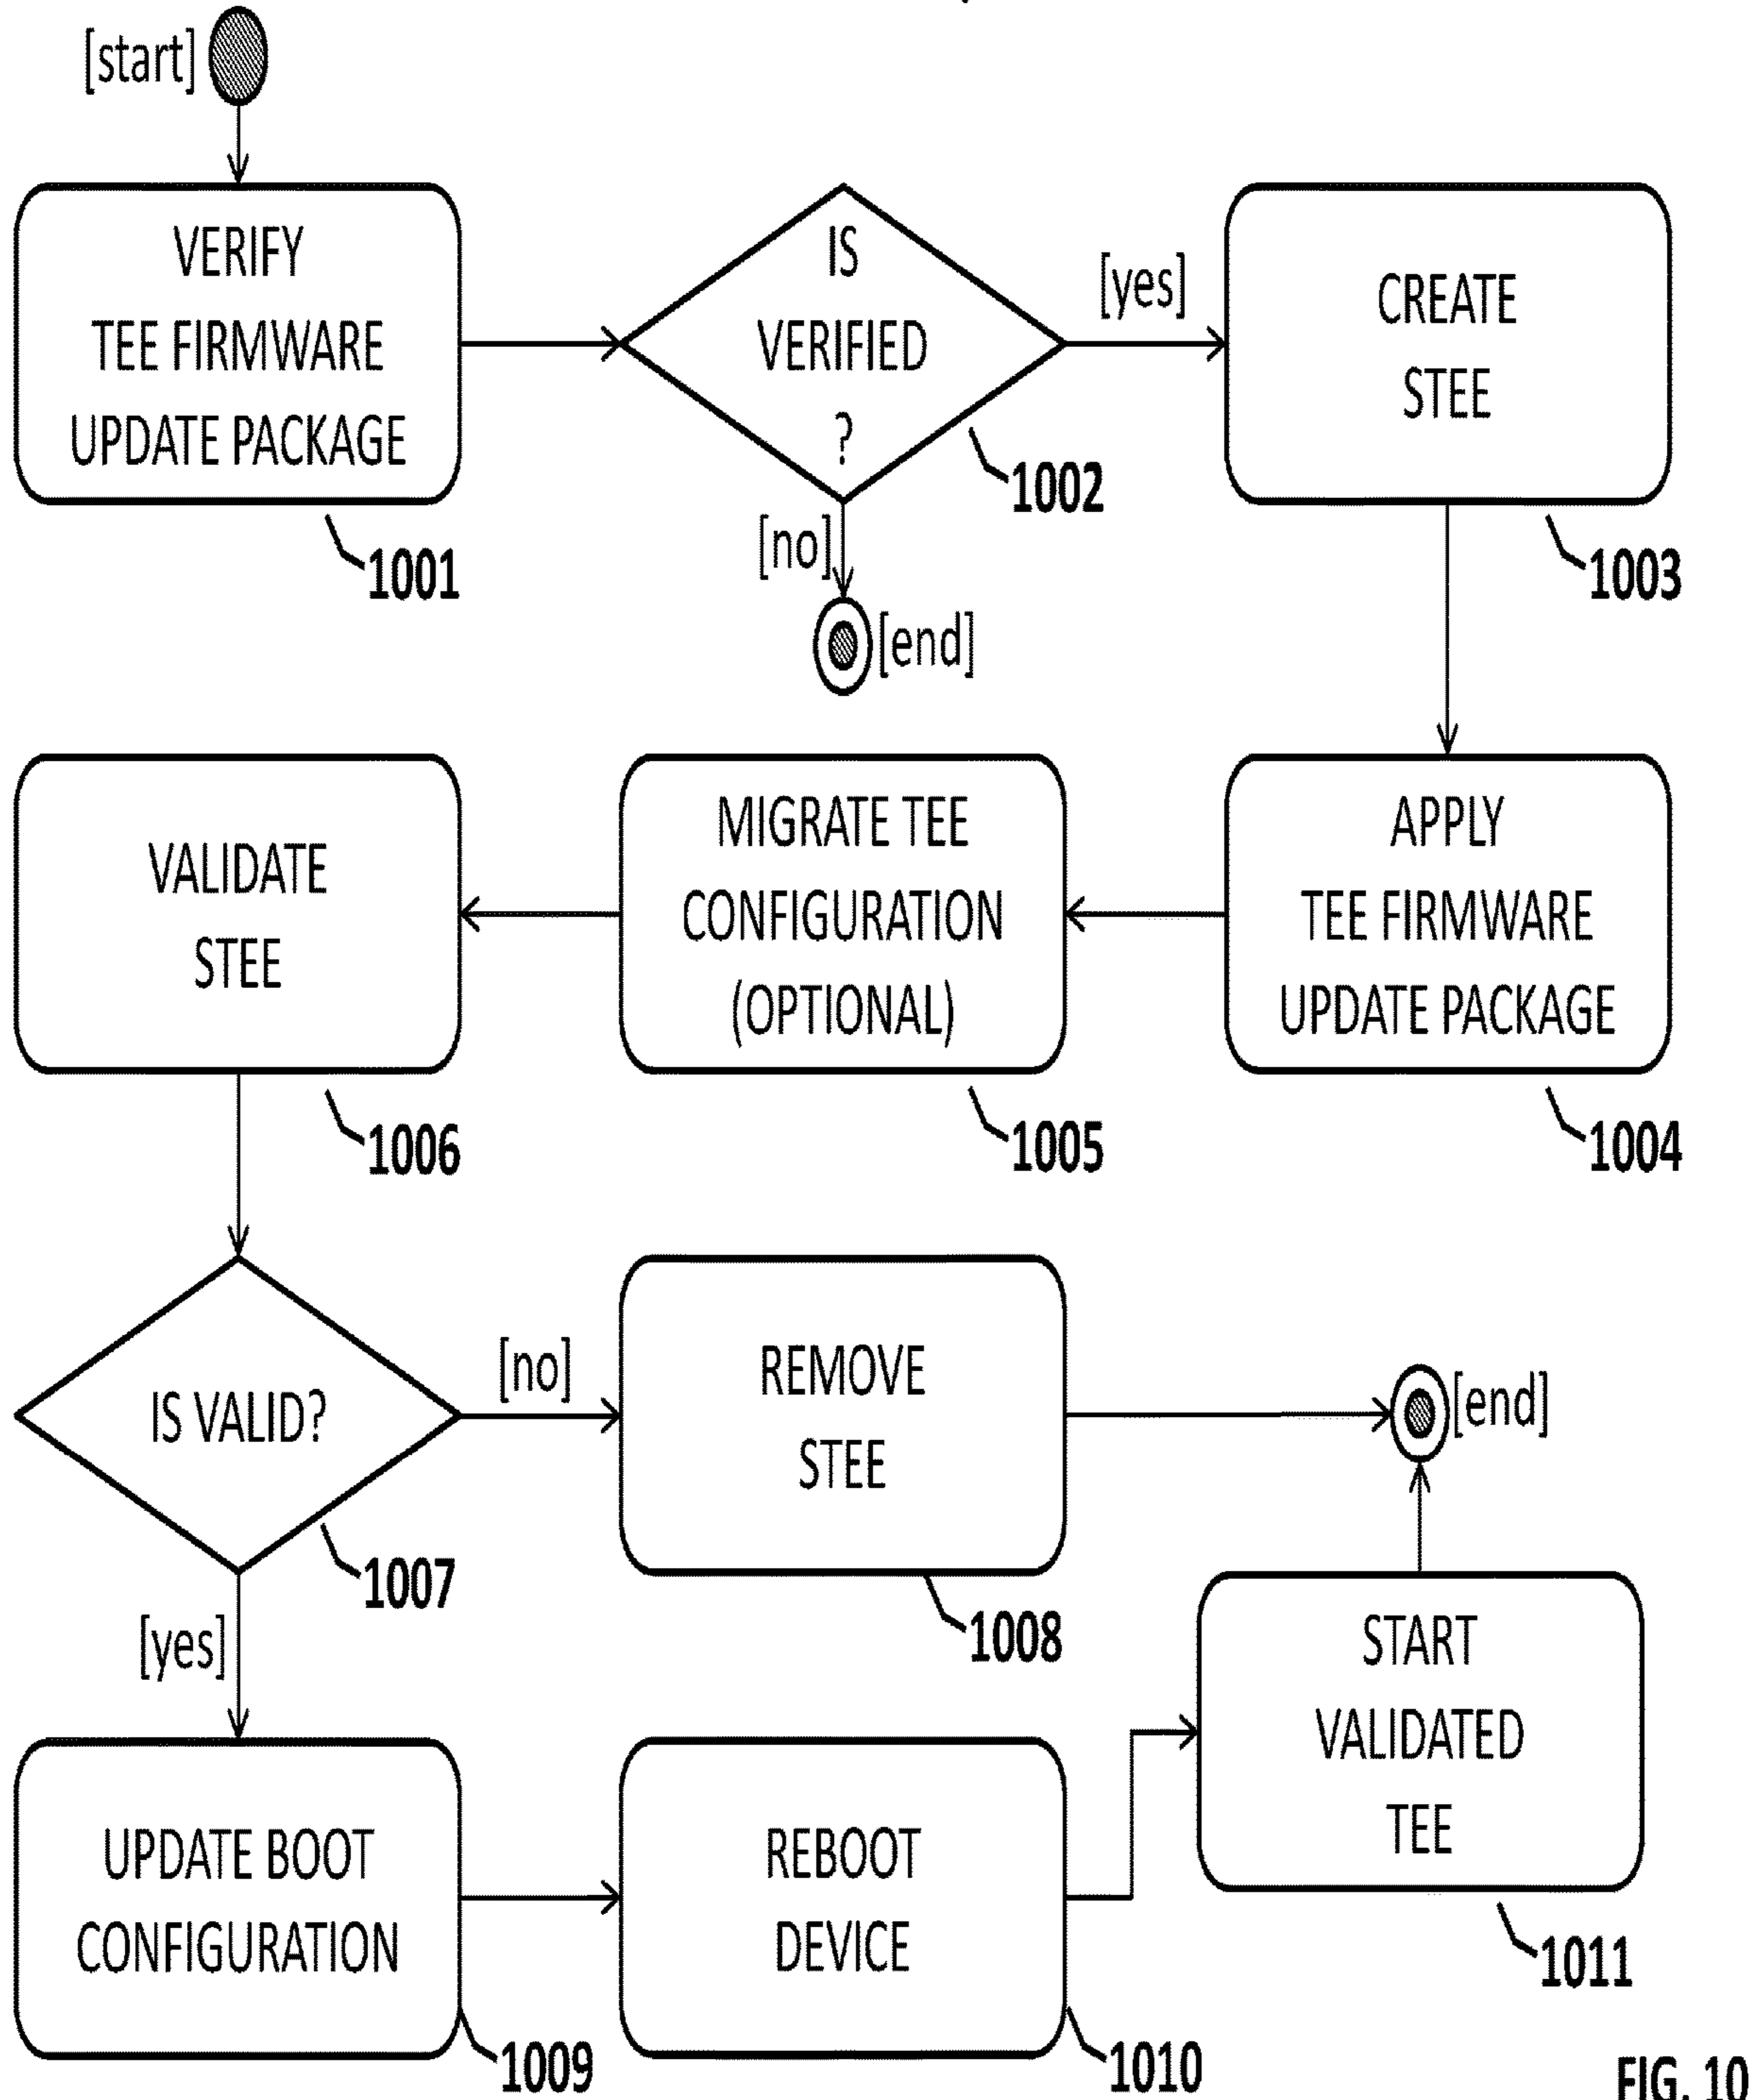 [start]
VERIFY
TEE FIRMWARE
UPDATE PACKAGE
1001
IS
VERIFIED
?
1002
[yes]
[no]
[end]
CREATE
STEE
1003
APPLY
TEE FIRMWARE
UPDATE PACKAGE
1004
MIGRATE TEE
CONFIGURATION
(OPTIONAL)
1005
VALIDATE
STEE
1006
IS VALID?
1007
[no]
REMOVE
STEE
1008
[end]
[yes]
UPDATE BOOT
CONFIGURATION
1009
REBOOT
DEVICE
1010
START
VALIDATED
TEE
1011
FIG. 10